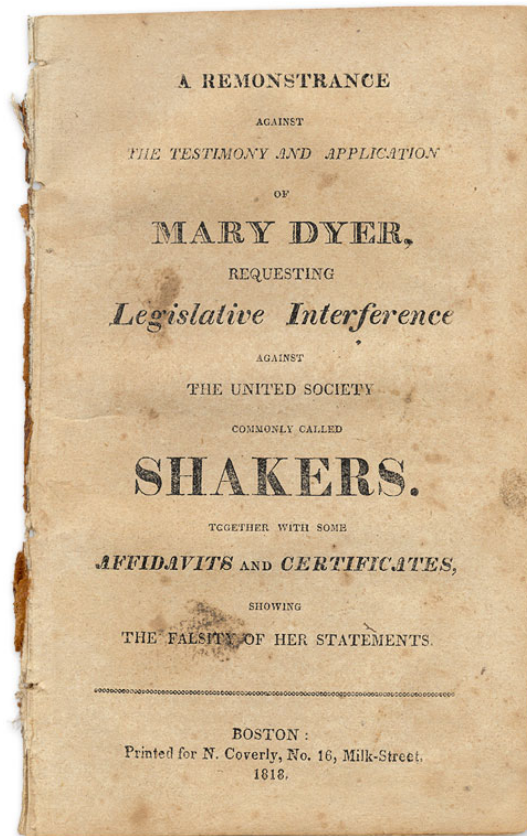 A REMONSTRANCE
AGAINST
THE TESTIMONY AND APPLICATION
OF
MARY DYER,
REQUESTING
Legislative Interference
AGAINST
THE UNITED SOCIETY
COMMONLY CALLED
SHAKERS.
TOGETHER WITH SOME
AFFIDAVITS AND CERTIFICATES,
SHOWING
THE FALSITY OF HER STATEMENTS.
BOSTON:
Printed for N. Coverly, No. 16, Milk-Street.
1818.